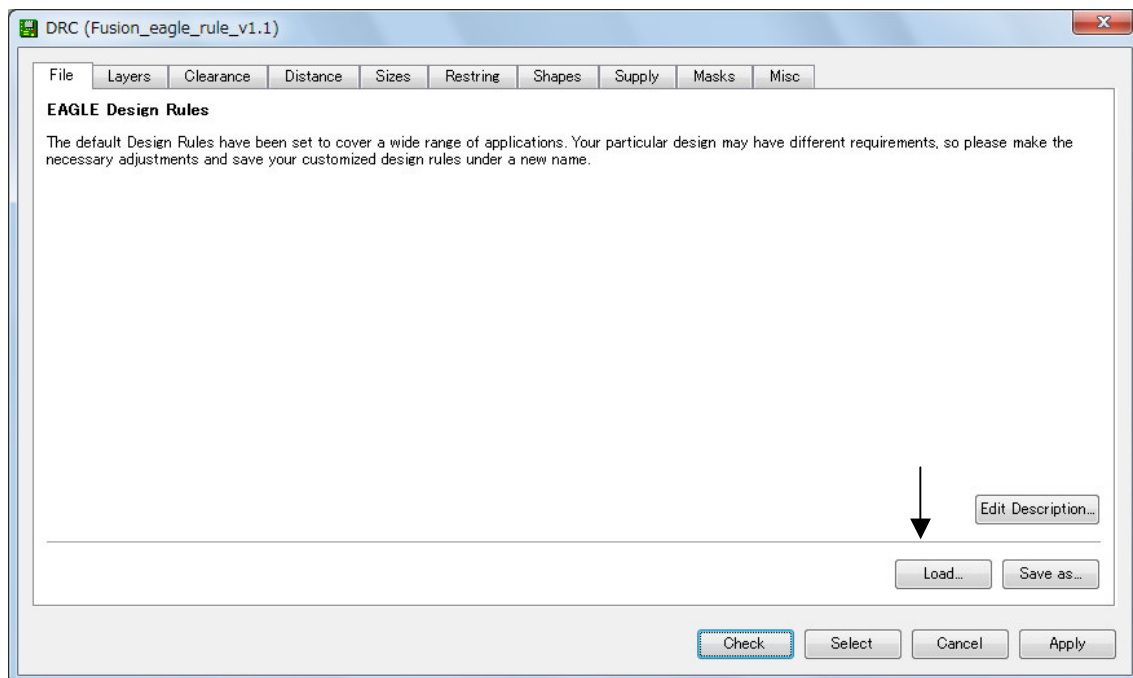 DRC (Fusion_eagle_rule_v1.1)
File Layers Clearance Distance Sizes Restring Shapes Supply Masks Misc
EAGLE Design Rules
The default Design Rules have been set to cover a wide range of applications. Your particular design may have different requirements, so please make the
necessary adjustments and save your customized design rules under a new name.
Edit Description...
Load... Save as...
Check Select Cancel Apply